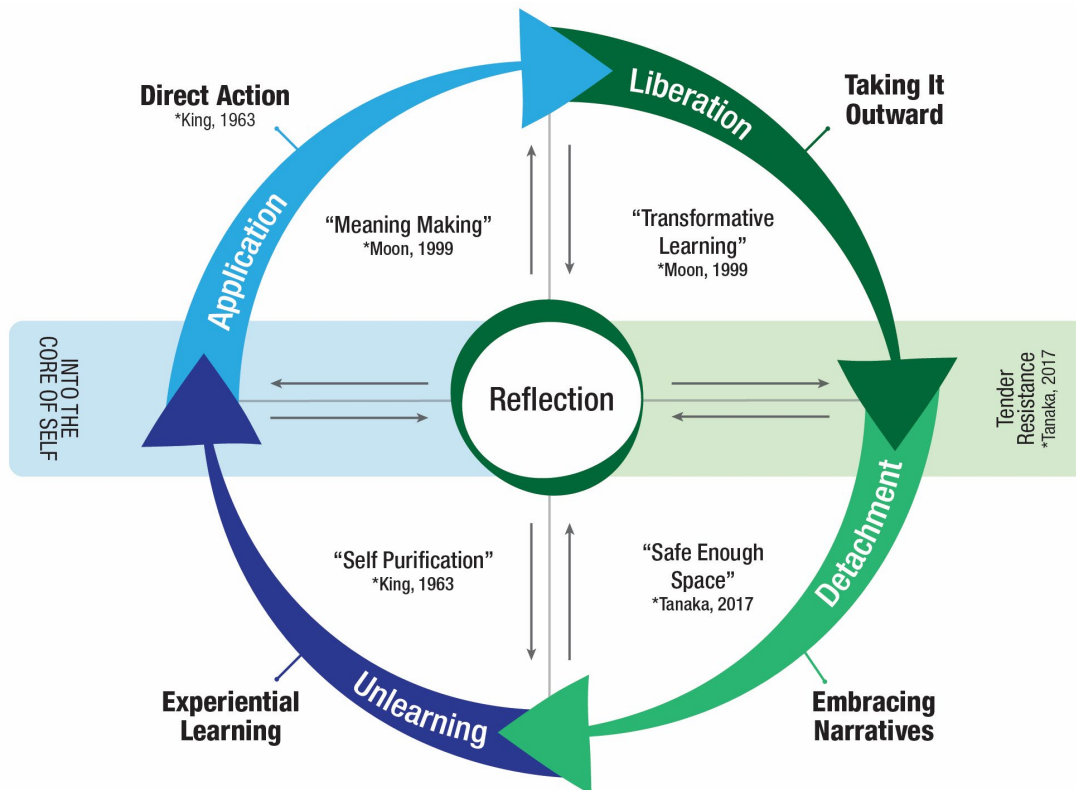 Direct Action
*King, 1963
Liberation
Taking It
Outward
Application
“Meaning Making”
*Moon, 1999
“Transformative
Learning”
*Moon, 1999
INTO THE
CORE OF SELF
Reflection
Tender
Resistance
*Tanaka, 2017
“Self Purification”
*King, 1963
“Safe Enough
Space”
*Tanaka, 2017
Detachment
Experiential
Learning
Unlearning
Embracing
Narratives